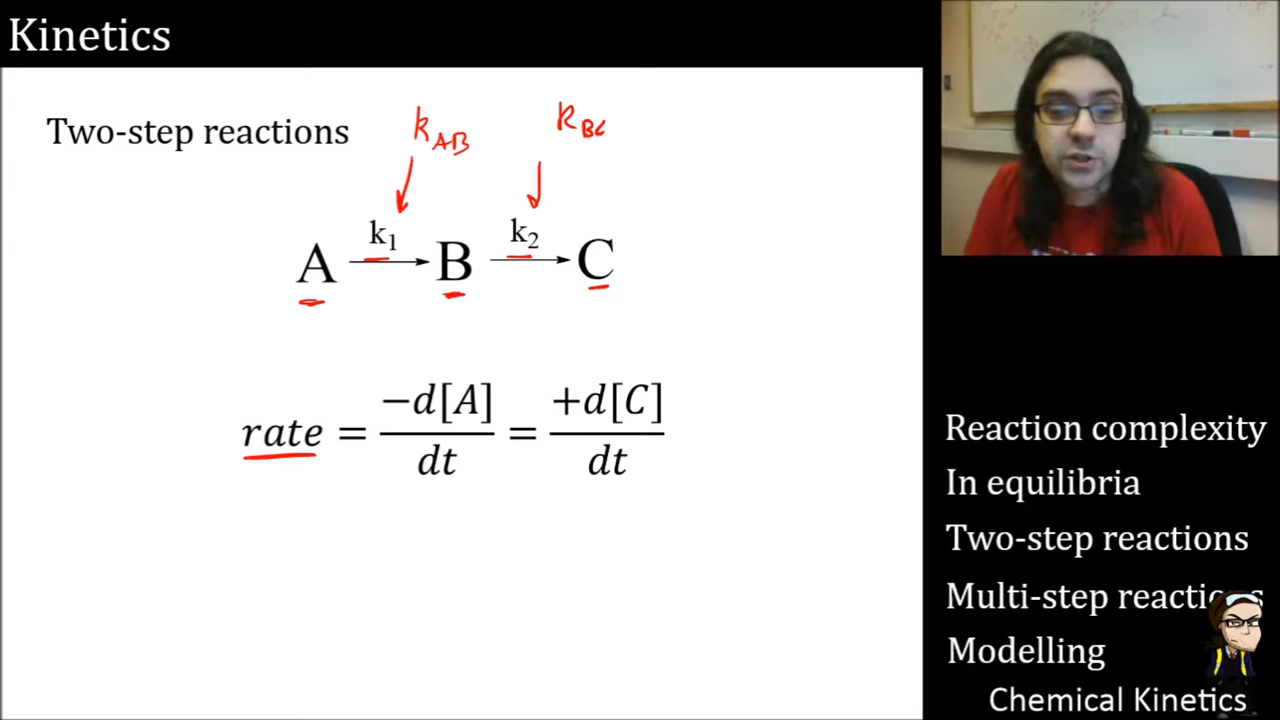 Kinetics
Two-step reactions
k_AB
k_BC
A k₁ B k₂ C
rate = −d[A]/dt = +d[C]/dt
Reaction complexity
In equilibria
Two-step reactions
Multi-step reactions
Modelling
Chemical Kinetics